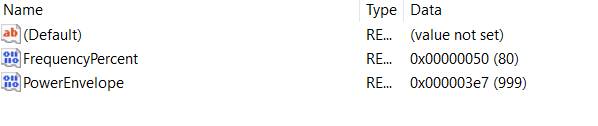 Name Type Data
(Default) RE... (value not set)
FrequencyPercent RE... 0x00000050 (80)
PowerEnvelope RE... 0x000003e7 (999)